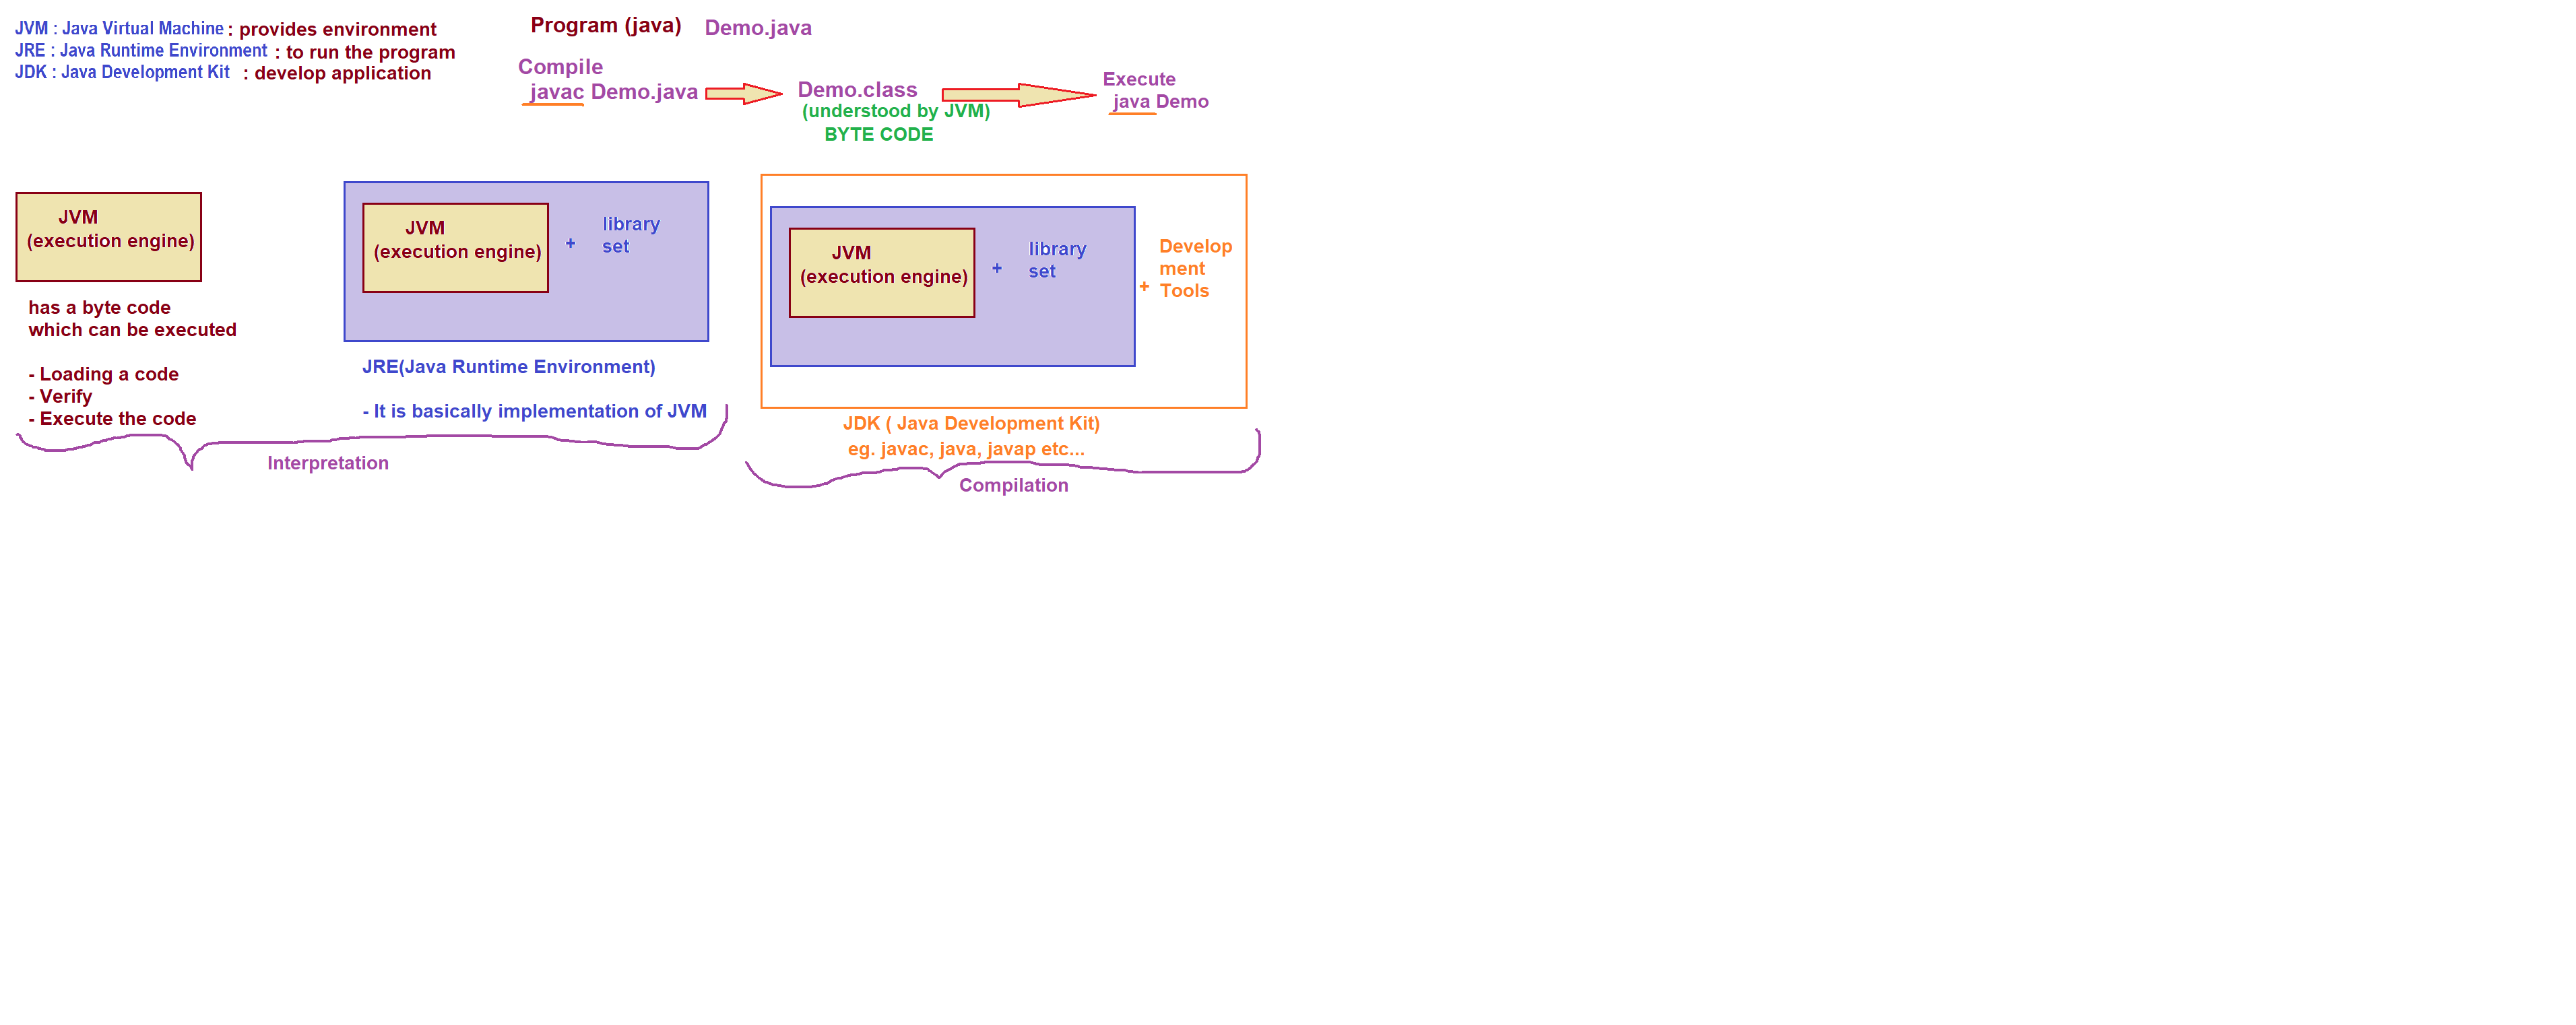 JVM : Java Virtual Machine : provides environment
JRE : Java Runtime Environment : to run the program
JDK : Java Development Kit : develop application
Program (java) Demo.java
Compile
javac Demo.java
Demo.class
(understood by JVM)
BYTE CODE
Execute
java Demo
JVM
(execution engine)
has a byte code
which can be executed
- Loading a code
- Verify
- Execute the code
JVM
(execution engine)
+
library
set
JRE(Java Runtime Environment)
- It is basically implementation of JVM
Interpretation
JVM
(execution engine)
+
library
set
+
Develop
ment
Tools
JDK ( Java Development Kit)
eg. javac, java, javap etc...
Compilation